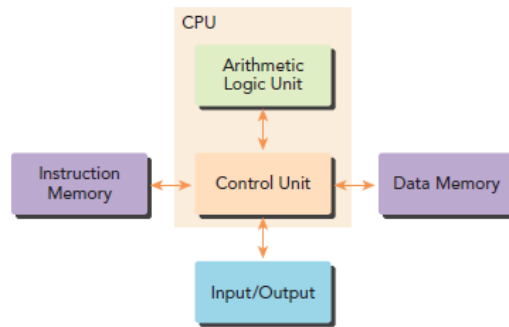 CPU
Arithmetic
Logic Unit
Instruction
Memory
Control Unit
Data Memory
Input/Output